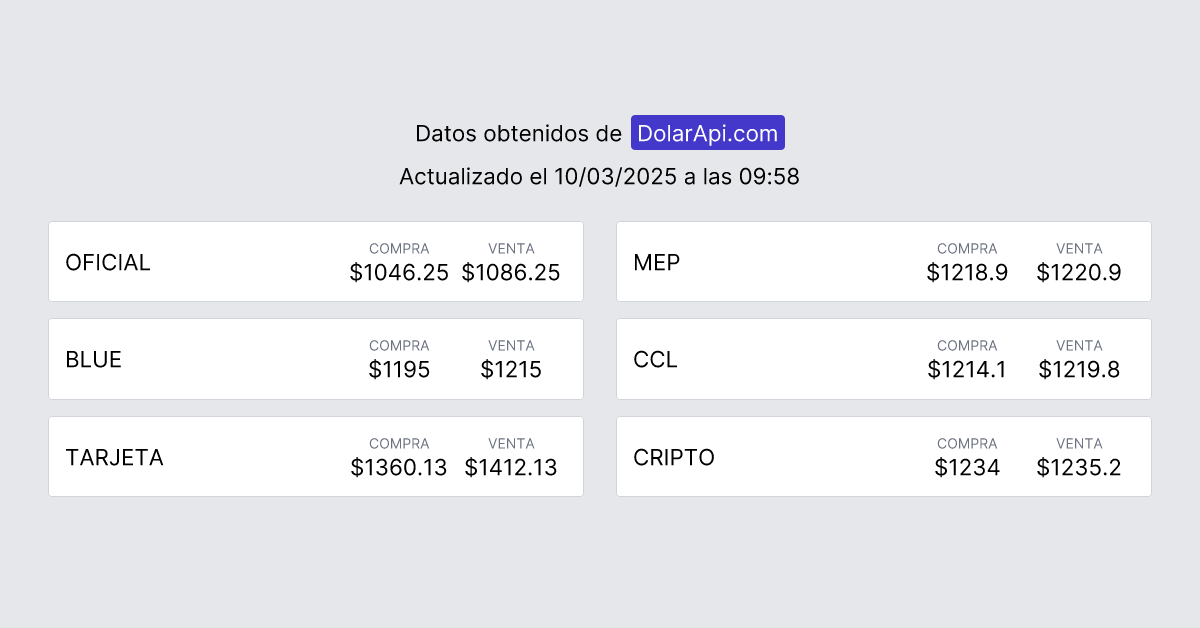 Datos obtenidos de DolarApi.com
Actualizado el 10/03/2025 a las 09:58
OFICIAL
COMPRA VENTA
$1046.25 $1086.25
MEP
COMPRA VENTA
$1218.9 $1220.9
BLUE
COMPRA VENTA
$1195 $1215
CCL
COMPRA VENTA
$1214.1 $1219.8
TARJETA
COMPRA VENTA
$1360.13 $1412.13
CRIPTO
COMPRA VENTA
$1234 $1235.2